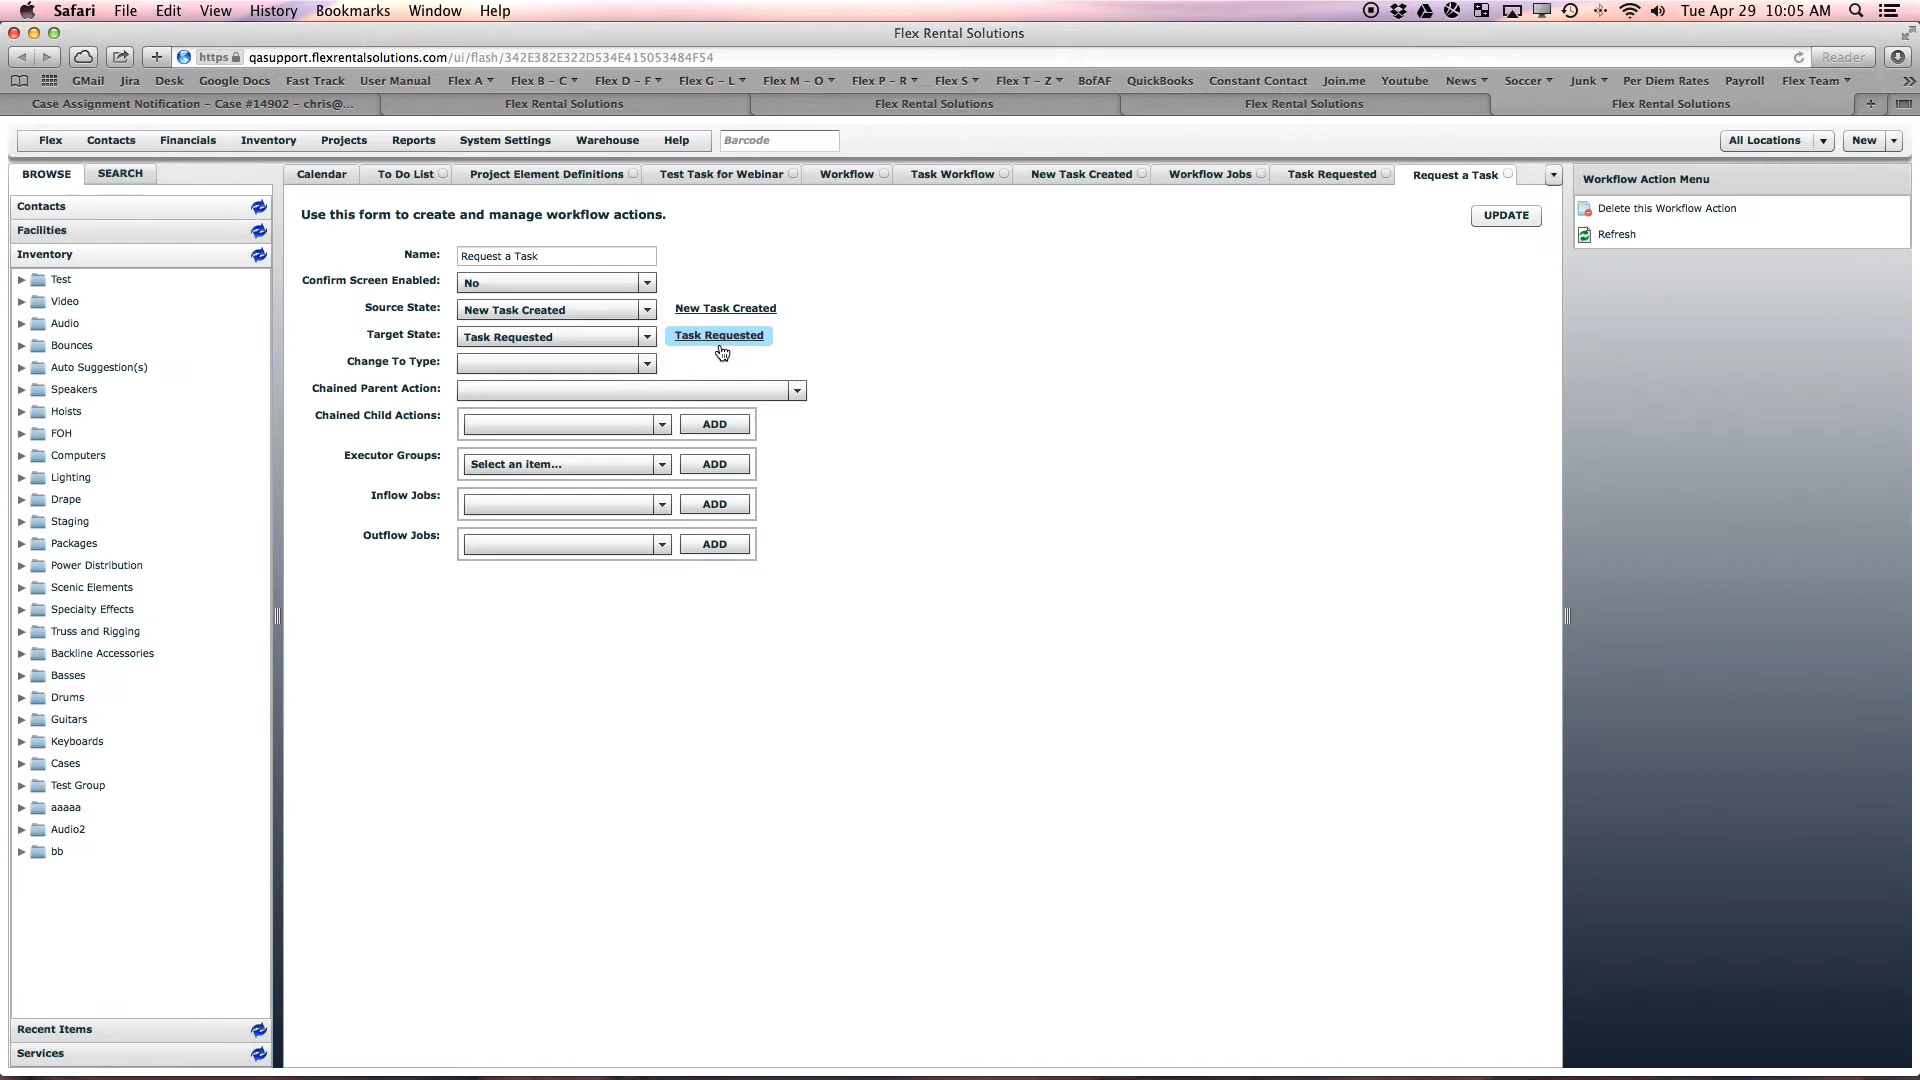 Safari File Edit View History Bookmarks Window Help Tue Apr 29 10:05 AM
Flex Rental Solutions
https qasupport.flexrentalsolutions.com/ui/flash/342E382E322D534E415053484F54 Reader
GMail Jira Desk Google Docs Fast Track User Manual Flex A Flex B – C Flex D – F Flex G – L Flex M – O Flex P – R Flex S Flex T – Z BofAF QuickBooks Constant Contact Join.me Youtube News Soccer Junk Per Diem Rates Payroll Flex Team
Case Assignment Notification – Case #14902 – chris@... Flex Rental Solutions Flex Rental Solutions Flex Rental Solutions Flex Rental Solutions
Flex Contacts Financials Inventory Projects Reports System Settings Warehouse Help Barcode All Locations New
BROWSE SEARCH Calendar To Do List Project Element Definitions Test Task for Webinar Workflow Task Workflow New Task Created Workflow Jobs Task Requested Request a Task
Workflow Action Menu
Delete this Workflow Action
Refresh
Contacts
Facilities
Inventory
Test
Video
Audio
Bounces
Auto Suggestion(s)
Speakers
Hoists
FOH
Computers
Lighting
Drape
Staging
Packages
Power Distribution
Scenic Elements
Specialty Effects
Truss and Rigging
Backline Accessories
Basses
Drums
Guitars
Keyboards
Cases
Test Group
aaaaa
Audio2
bb
Recent Items
Services
Use this form to create and manage workflow actions. UPDATE
Name: Request a Task
Confirm Screen Enabled: No
Source State: New Task Created New Task Created
Target State: Task Requested Task Requested
Change To Type:
Chained Parent Action:
Chained Child Actions: ADD
Executor Groups: Select an item... ADD
Inflow Jobs: ADD
Outflow Jobs: ADD